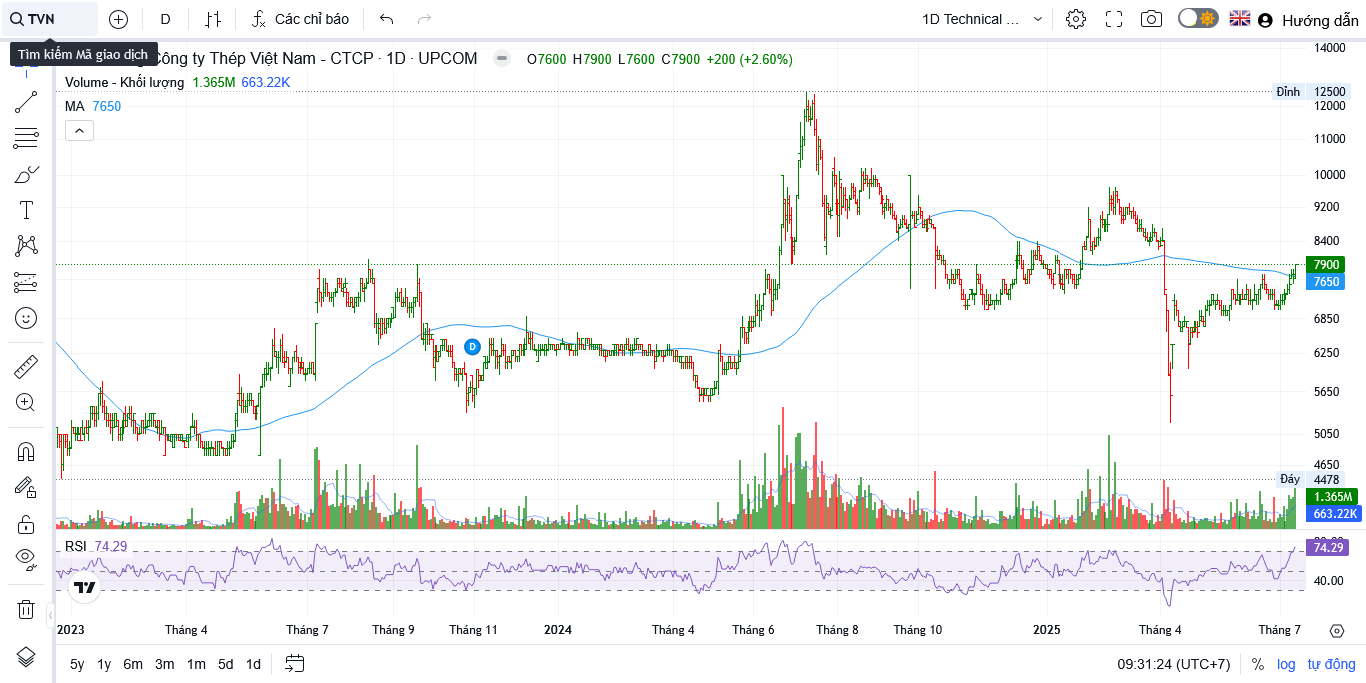 TVN
D
Các chỉ báo
1D Technical ...
Hướng dẫn
Tìm kiếm Mã giao dịch
Công ty Thép Việt Nam - CTCP · 1D · UPCOM
O7600 H7900 L7600 C7900 +200 (+2.60%)
Volume - Khối lượng 1.365M 663.22K
MA 7650
14000
Đỉnh 12500
12000
11000
10000
9200
8400
7900
7650
6850
6250
5650
5050
4650
Đáy 4478
1.365M
663.22K
D
RSI 74.29
74.29
40.00
2023 Tháng 4 Tháng 7 Tháng 9 Tháng 11 2024 Tháng 4 Tháng 6 Tháng 8 Tháng 10 2025 Tháng 4 Tháng 7
5y 1y 6m 3m 1m 5d 1d
09:31:24 (UTC+7) % log tự động